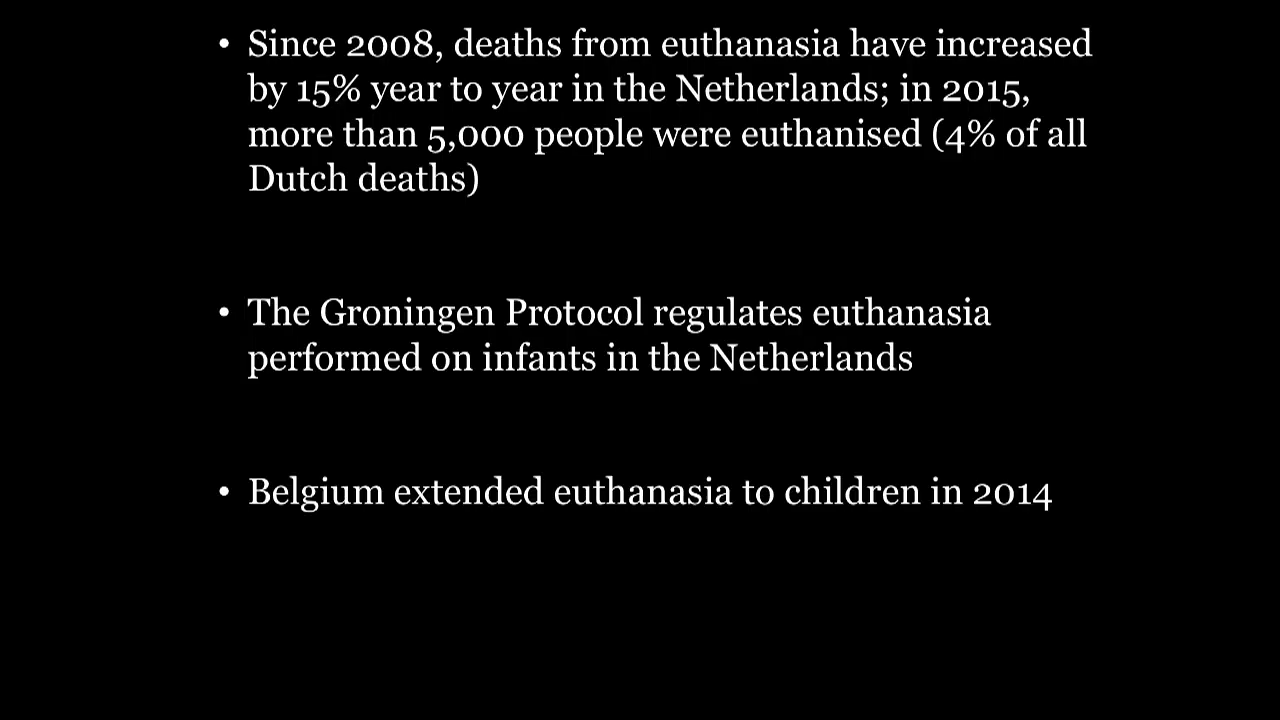 • Since 2008, deaths from euthanasia have increased
by 15% year to year in the Netherlands; in 2015,
more than 5,000 people were euthanised (4% of all
Dutch deaths)
• The Groningen Protocol regulates euthanasia
performed on infants in the Netherlands
• Belgium extended euthanasia to children in 2014